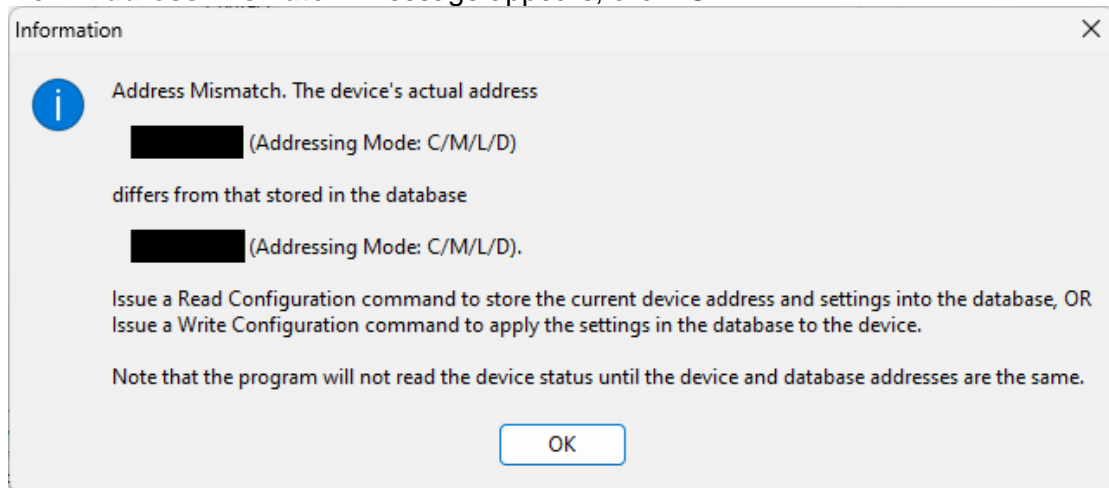 Information
Address Mismatch. The device's actual address
(Addressing Mode: C/M/L/D)
differs from that stored in the database
(Addressing Mode: C/M/L/D).
Issue a Read Configuration command to store the current device address and settings into the database, OR
Issue a Write Configuration command to apply the settings in the database to the device.
Note that the program will not read the device status until the device and database addresses are the same.
OK